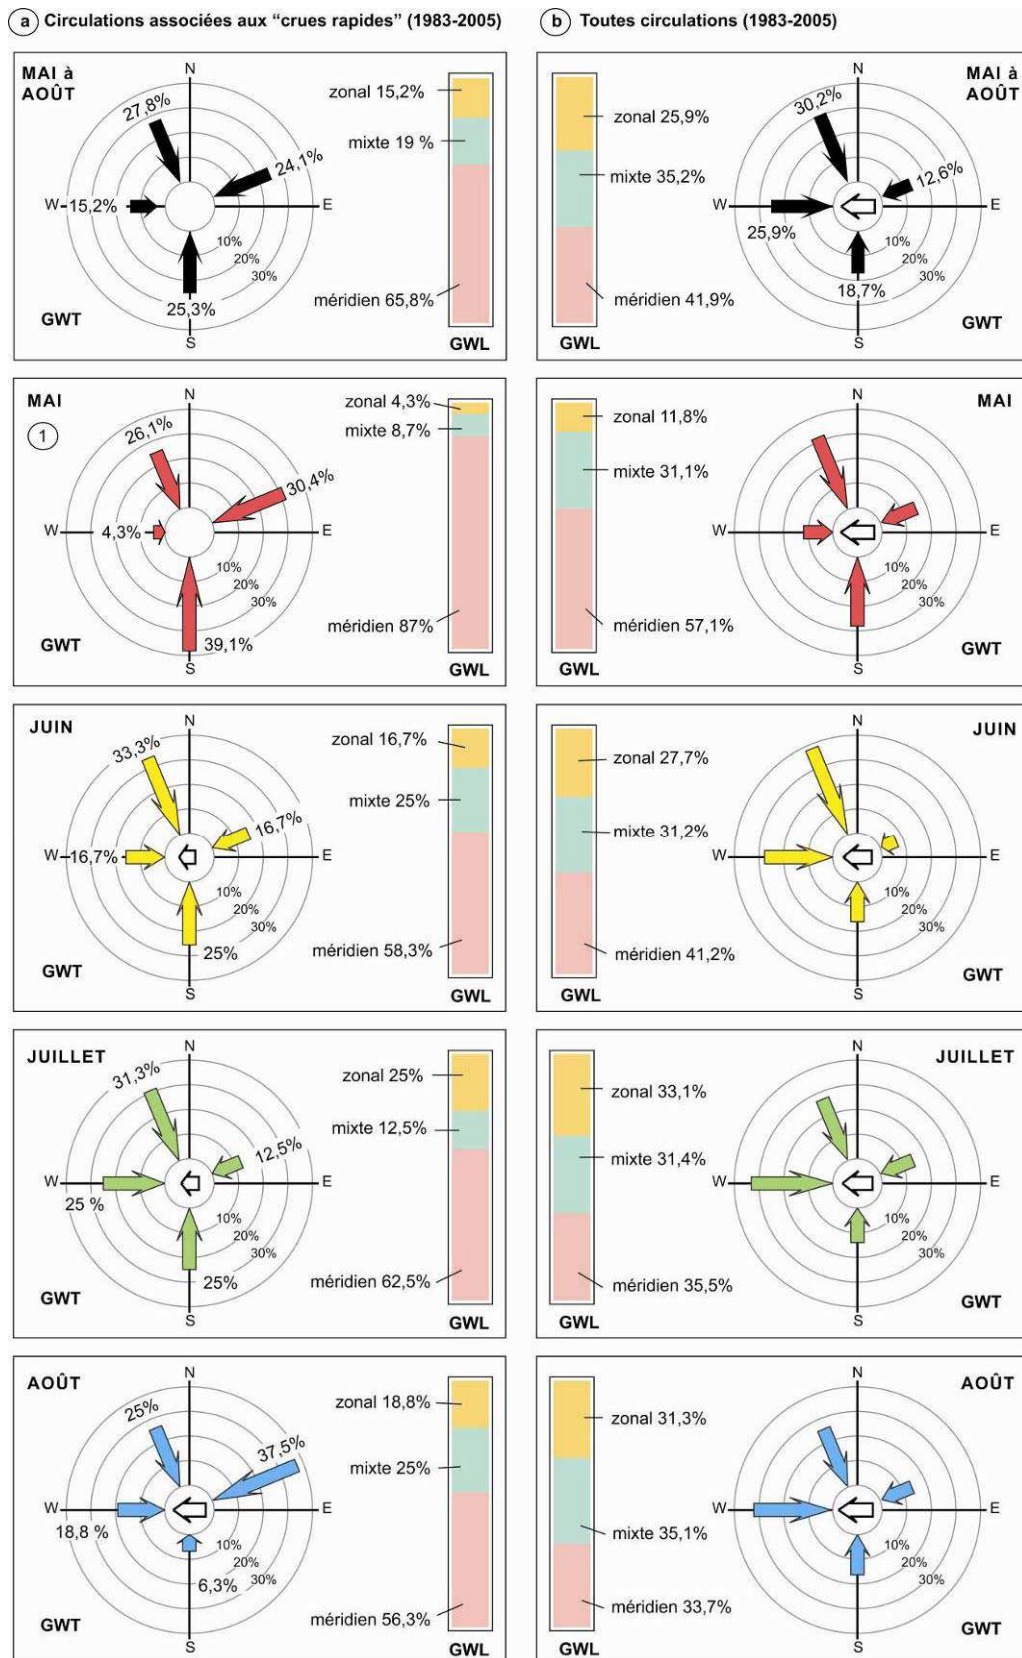 a Circulations associées aux “crues rapides” (1983-2005)
b Toutes circulations (1983-2005)
MAI à
AOÛT
N
27,8%
24,1%
W
15,2%
E
10%
20%
30%
25,3%
GWT
S
zonal 15,2%
mixte 19 %
méridien 65,8%
GWL
zonal 25,9%
mixte 35,2%
méridien 41,9%
GWL
MAI à
AOÛT
N
30,2%
12,6%
W
E
25,9%
10%
20%
30%
18,7%
GWT
S
MAI
1
N
26,1%
30,4%
W
4,3%
E
10%
20%
30%
39,1%
GWT
S
zonal 4,3%
mixte 8,7%
méridien 87%
GWL
zonal 11,8%
mixte 31,1%
méridien 57,1%
GWL
MAI
N
W
E
10%
20%
30%
GWT
S
JUIN
N
33,3%
16,7%
W
16,7%
E
10%
20%
30%
25%
GWT
S
zonal 16,7%
mixte 25%
méridien 58,3%
GWL
zonal 27,7%
mixte 31,2%
méridien 41,2%
GWL
JUIN
N
W
E
10%
20%
30%
GWT
S
JUILLET
N
31,3%
12,5%
W
E
25 %
10%
20%
30%
25%
GWT
S
zonal 25%
mixte 12,5%
méridien 62,5%
GWL
zonal 33,1%
mixte 31,4%
méridien 35,5%
GWL
JUILLET
N
W
E
10%
20%
30%
GWT
S
AOÛT
N
25%
37,5%
W
E
18,8 %
10%
20%
30%
6,3%
GWT
S
zonal 18,8%
mixte 25%
méridien 56,3%
GWL
zonal 31,3%
mixte 35,1%
méridien 33,7%
GWL
AOÛT
N
W
E
10%
20%
30%
GWT
S